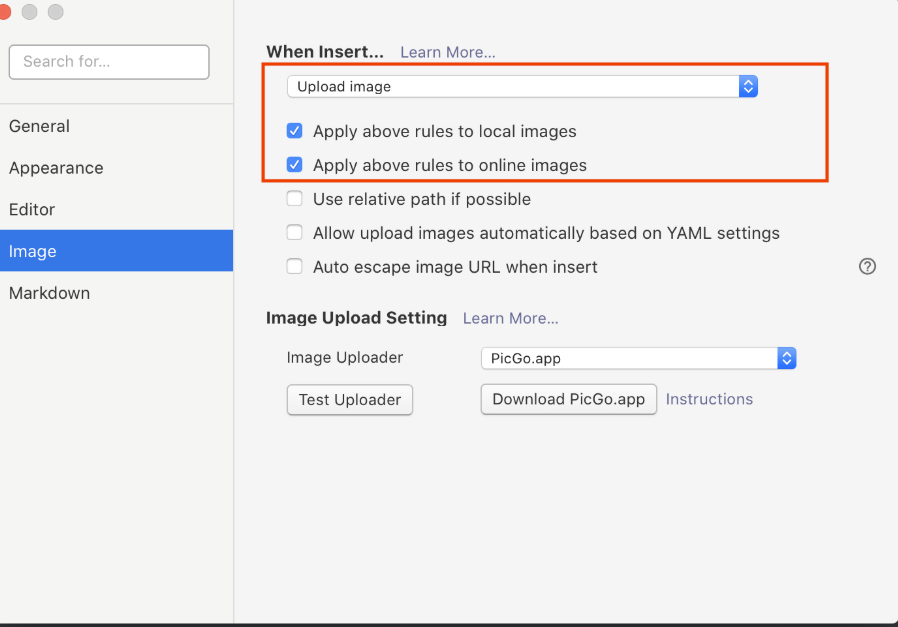 Search for...
General
Appearance
Editor
Image
Markdown
When Insert... Learn More...
Upload image
Apply above rules to local images
Apply above rules to online images
Use relative path if possible
Allow upload images automatically based on YAML settings
Auto escape image URL when insert ?
Image Upload Setting Learn More...
Image Uploader PicGo.app
Test Uploader Download PicGo.app Instructions